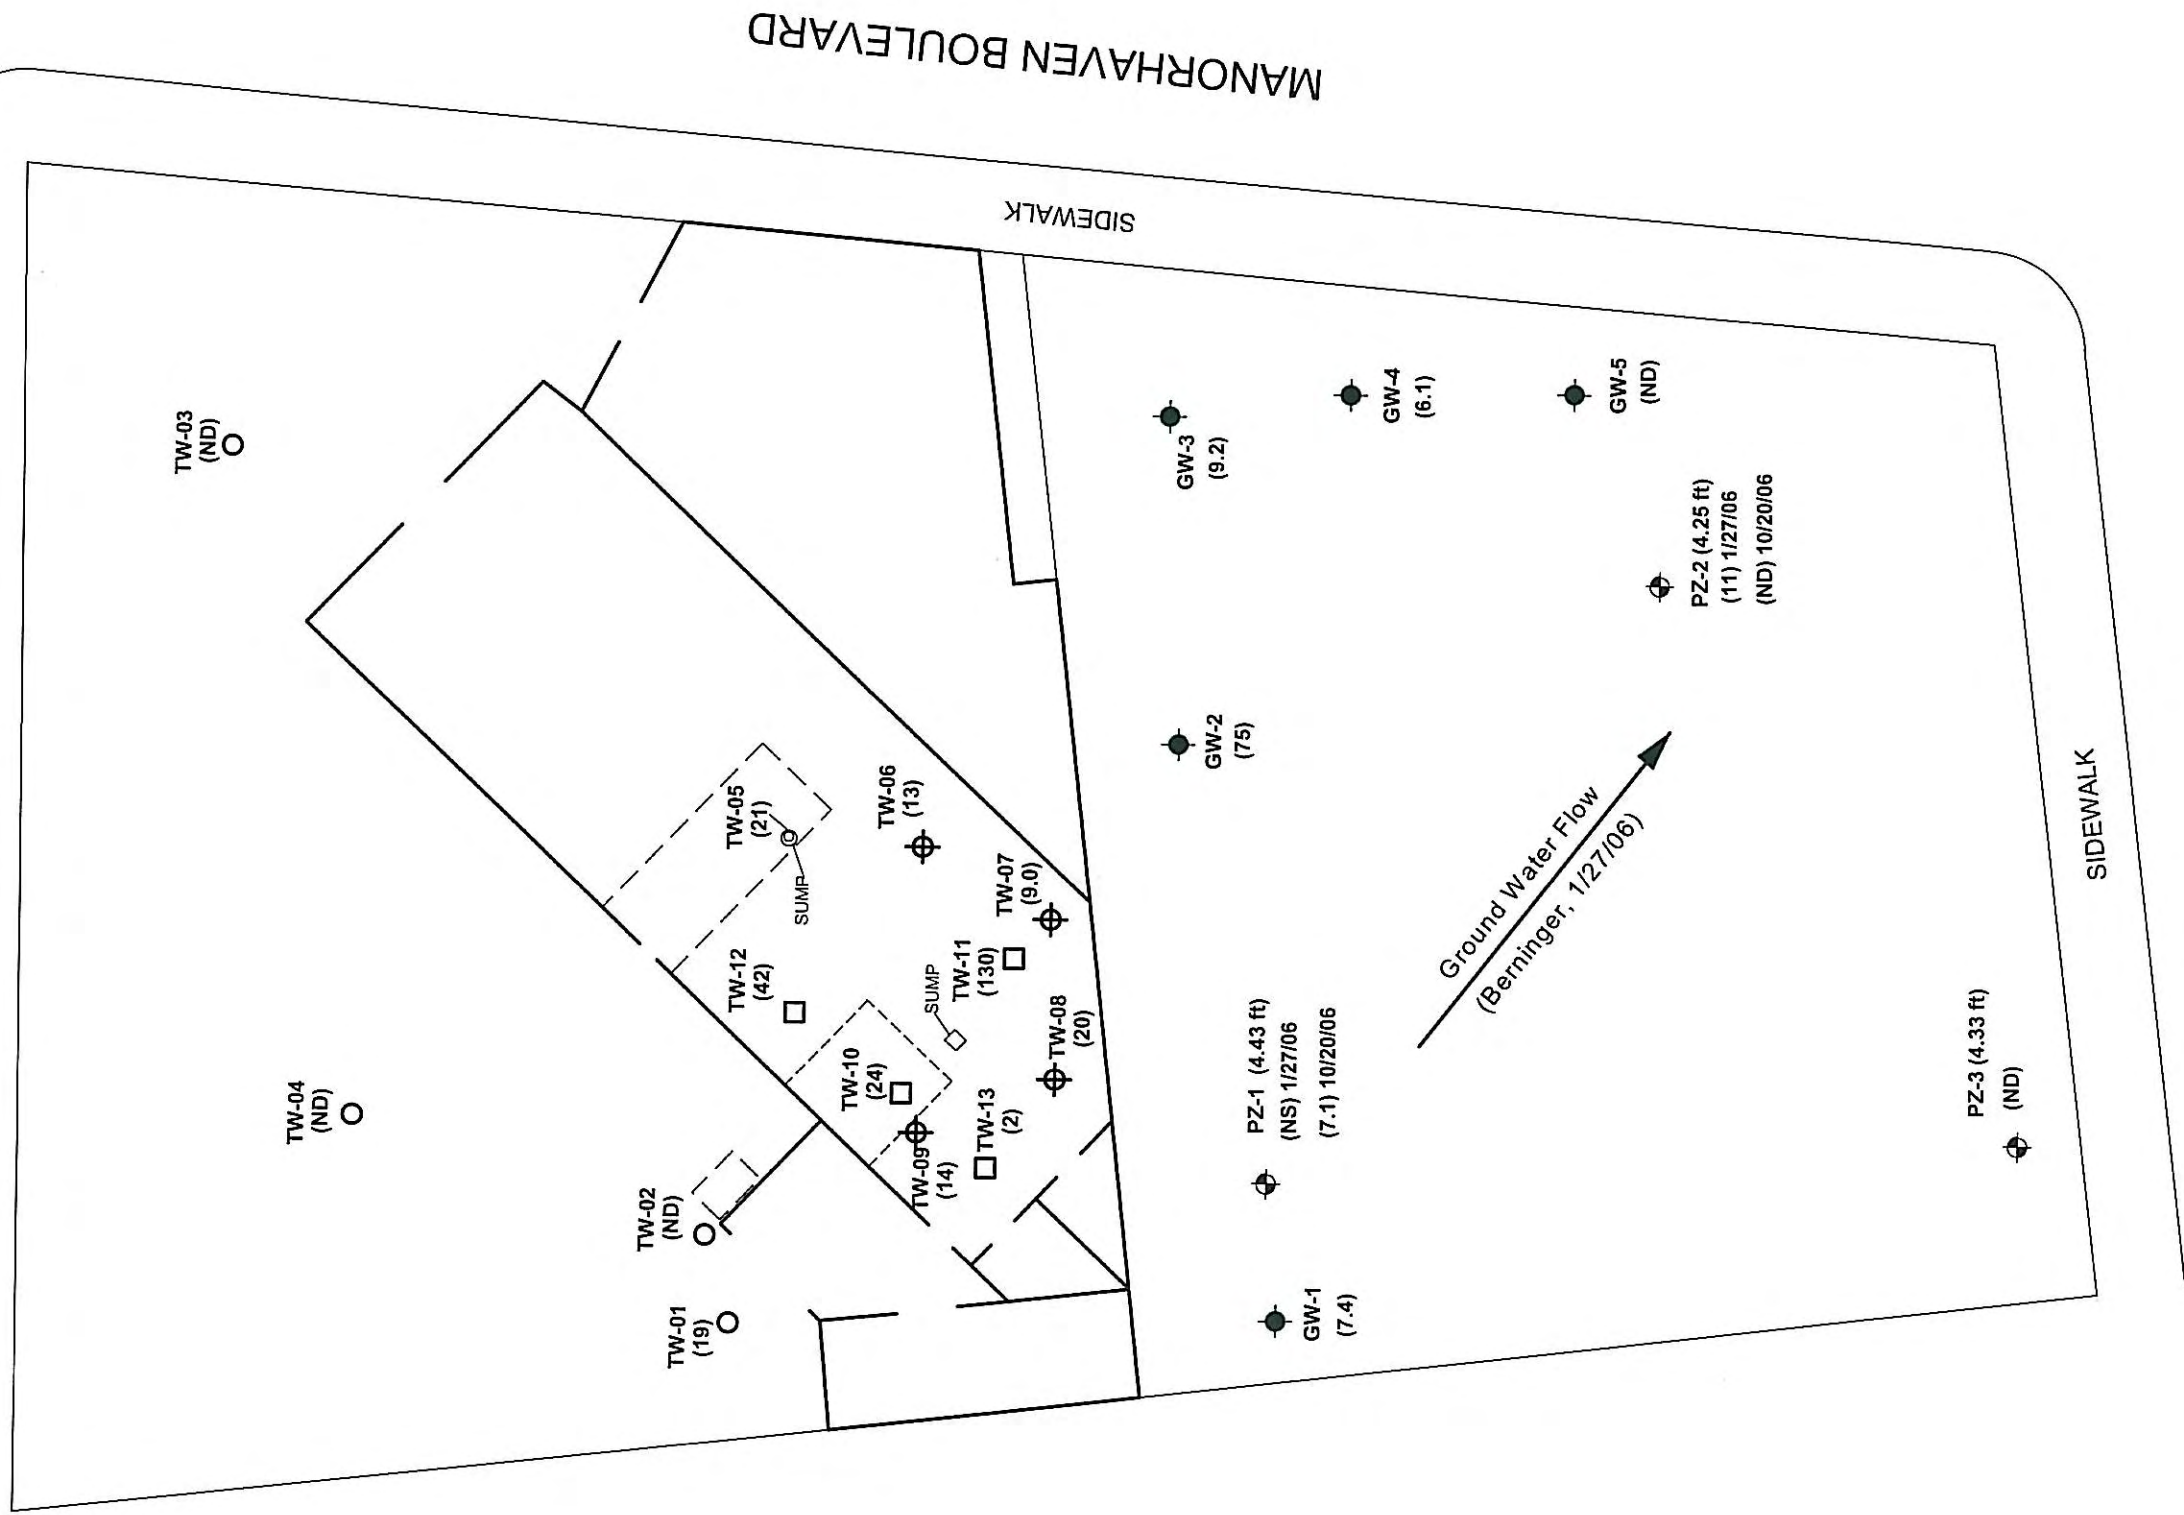 MANORHAVEN BOULEVARD
SIDEWALK
TW-03
(ND)
TW-04
(ND)
TW-02
(ND)
TW-01
(19)
TW-05
(21)
SUMP
TW-06
(13)
TW-12
(42)
TW-07
(9.0)
TW-11
(130)
SUMP
TW-10
(24)
TW-08
(20)
TW-09
(14)
TW-13
(2)
GW-3
(9.2)
GW-4
(6.1)
GW-5
(ND)
GW-2
(75)
PZ-2 (4.25 ft)
(11) 1/27/06
(ND) 10/20/06
Ground Water Flow
(Berninger, 1/27/06)
PZ-1 (4.43 ft)
(NS) 1/27/06
(7.1) 10/20/06
GW-1
(7.4)
PZ-3 (4.33 ft)
(ND)
SIDEWALK